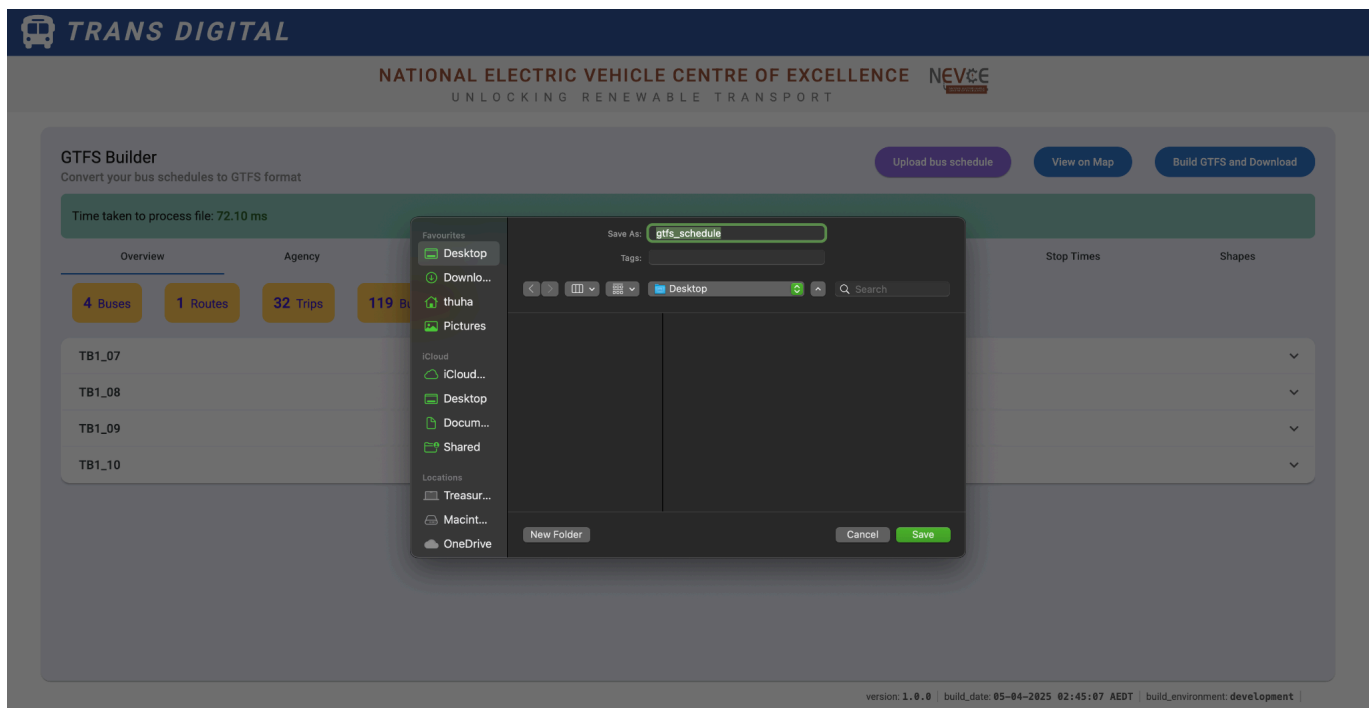 TRANS DIGITAL
NATIONAL ELECTRIC VEHICLE CENTRE OF EXCELLENCE NEVCE
UNLOCKING RENEWABLE TRANSPORT
GTFS Builder
Convert your bus schedules to GTFS format
Upload bus schedule
View on Map
Build GTFS and Download
Time taken to process file: 72.10 ms
Overview
Agency
Stop Times
Shapes
4 Buses
1 Routes
32 Trips
119 Bu
TB1_07
TB1_08
TB1_09
TB1_10
Favourites
Desktop
Downlo...
thuha
Pictures
iCloud
iCloud...
Desktop
Docum...
Shared
Locations
Treasur...
Macint...
OneDrive
Save As: gtfs_schedule
Tags:
Desktop
Search
New Folder
Cancel
Save
version: 1.0.0 | build_date: 05-04-2025 02:45:07 AEDT | build_environment: development |